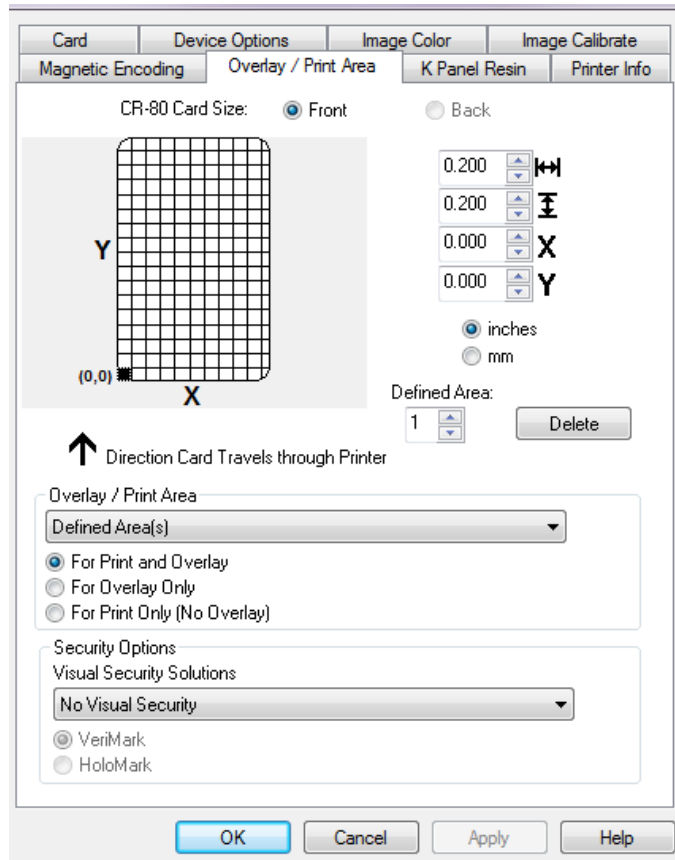 Card Device Options Image Color Image Calibrate
Magnetic Encoding Overlay / Print Area K Panel Resin Printer Info
CR-80 Card Size: Front Back
0.200
0.200
Y 0.000 X
0.000 Y
inches
(0,0) mm
X
Defined Area:
1 Delete
Direction Card Travels through Printer
Overlay / Print Area
Defined Area(s)
For Print and Overlay
For Overlay Only
For Print Only (No Overlay)
Security Options
Visual Security Solutions
No Visual Security
VeriMark
HoloMark
OK Cancel Apply Help